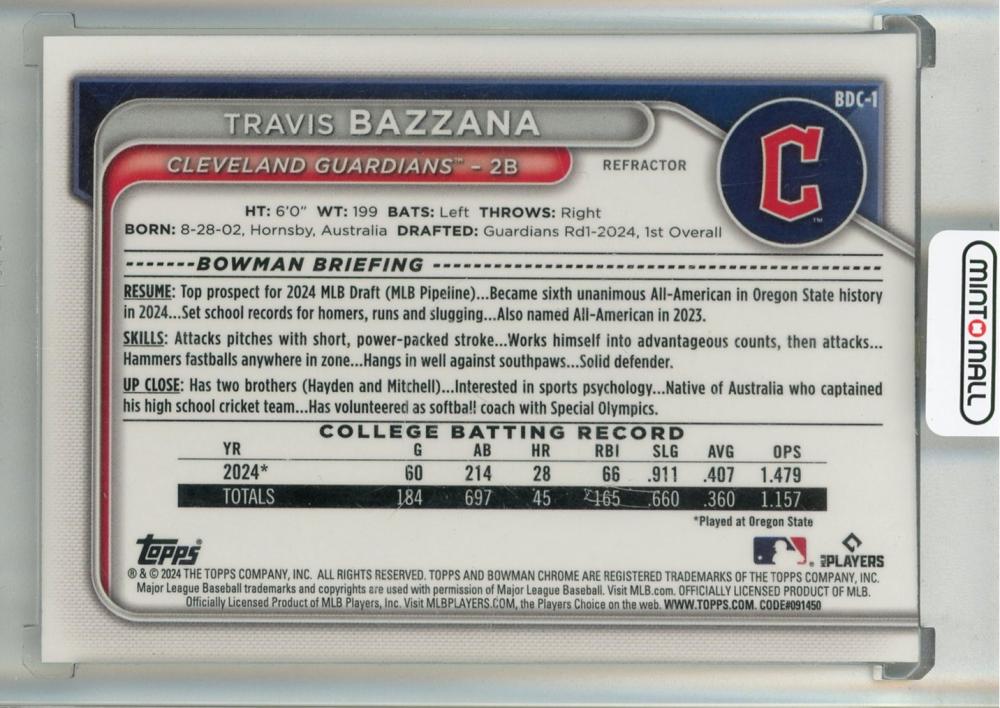 BDC-1
TRAVIS BAZZANA
CLEVELAND GUARDIANS™ - 2B
REFRACTOR
C
™
HT: 6'0" WT: 199 BATS: Left THROWS: Right
BORN: 8-28-02, Hornsby, Australia DRAFTED: Guardians Rd1-2024, 1st Overall
BOWMAN BRIEFING
RESUME: Top prospect for 2024 MLB Draft (MLB Pipeline)...Became sixth unanimous All-American in Oregon State history
in 2024...Set school records for homers, runs and slugging...Also named All-American in 2023.
SKILLS: Attacks pitches with short, power-packed stroke...Works himself into advantageous counts, then attacks...
Hammers fastballs anywhere in zone...Hangs in well against southpaws...Solid defender.
UP CLOSE: Has two brothers (Hayden and Mitchell)...Interested in sports psychology...Native of Australia who captained
his high school cricket team...Has volunteered as softball coach with Special Olympics.
COLLEGE BATTING RECORD
YR G AB HR RBI SLG AVG OPS
2024* 60 214 28 66 .911 .407 1.479
TOTALS 184 697 45 165 .660 .360 1.157
*Played at Oregon State
Topps
MLB PLAYERS
® & © 2024 THE TOPPS COMPANY, INC. ALL RIGHTS RESERVED. TOPPS AND BOWMAN CHROME ARE REGISTERED TRADEMARKS OF THE TOPPS COMPANY, INC.
Major League Baseball trademarks and copyrights are used with permission of Major League Baseball. Visit MLB.com. OFFICIALLY LICENSED PRODUCT OF MLB.
Officially Licensed Product of MLB Players, Inc. Visit MLBPLAYERS.COM, the Players Choice on the web. WWW.TOPPS.COM. CODE#091450
MINTMALL